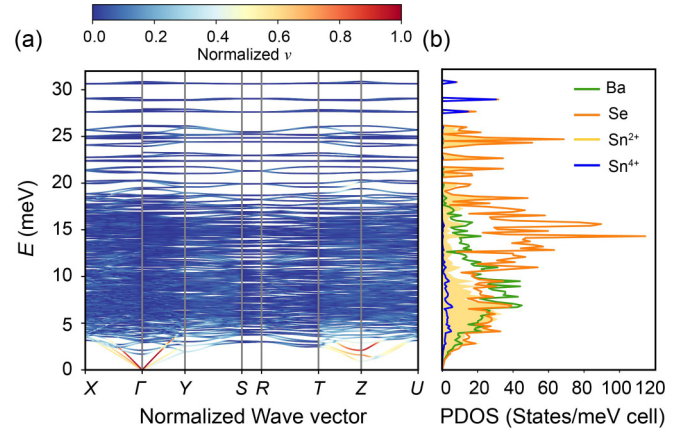 (a)
0.0 0.2 0.4 0.6 0.8 1.0
Normalized ν
(b)
30
25
20
15
10
5
0
E (meV)
X Γ Y S R T Z U
Normalized Wave vector
Ba
Se
Sn²⁺
Sn⁴⁺
0 20 40 60 80 100 120
PDOS (States/meV cell)